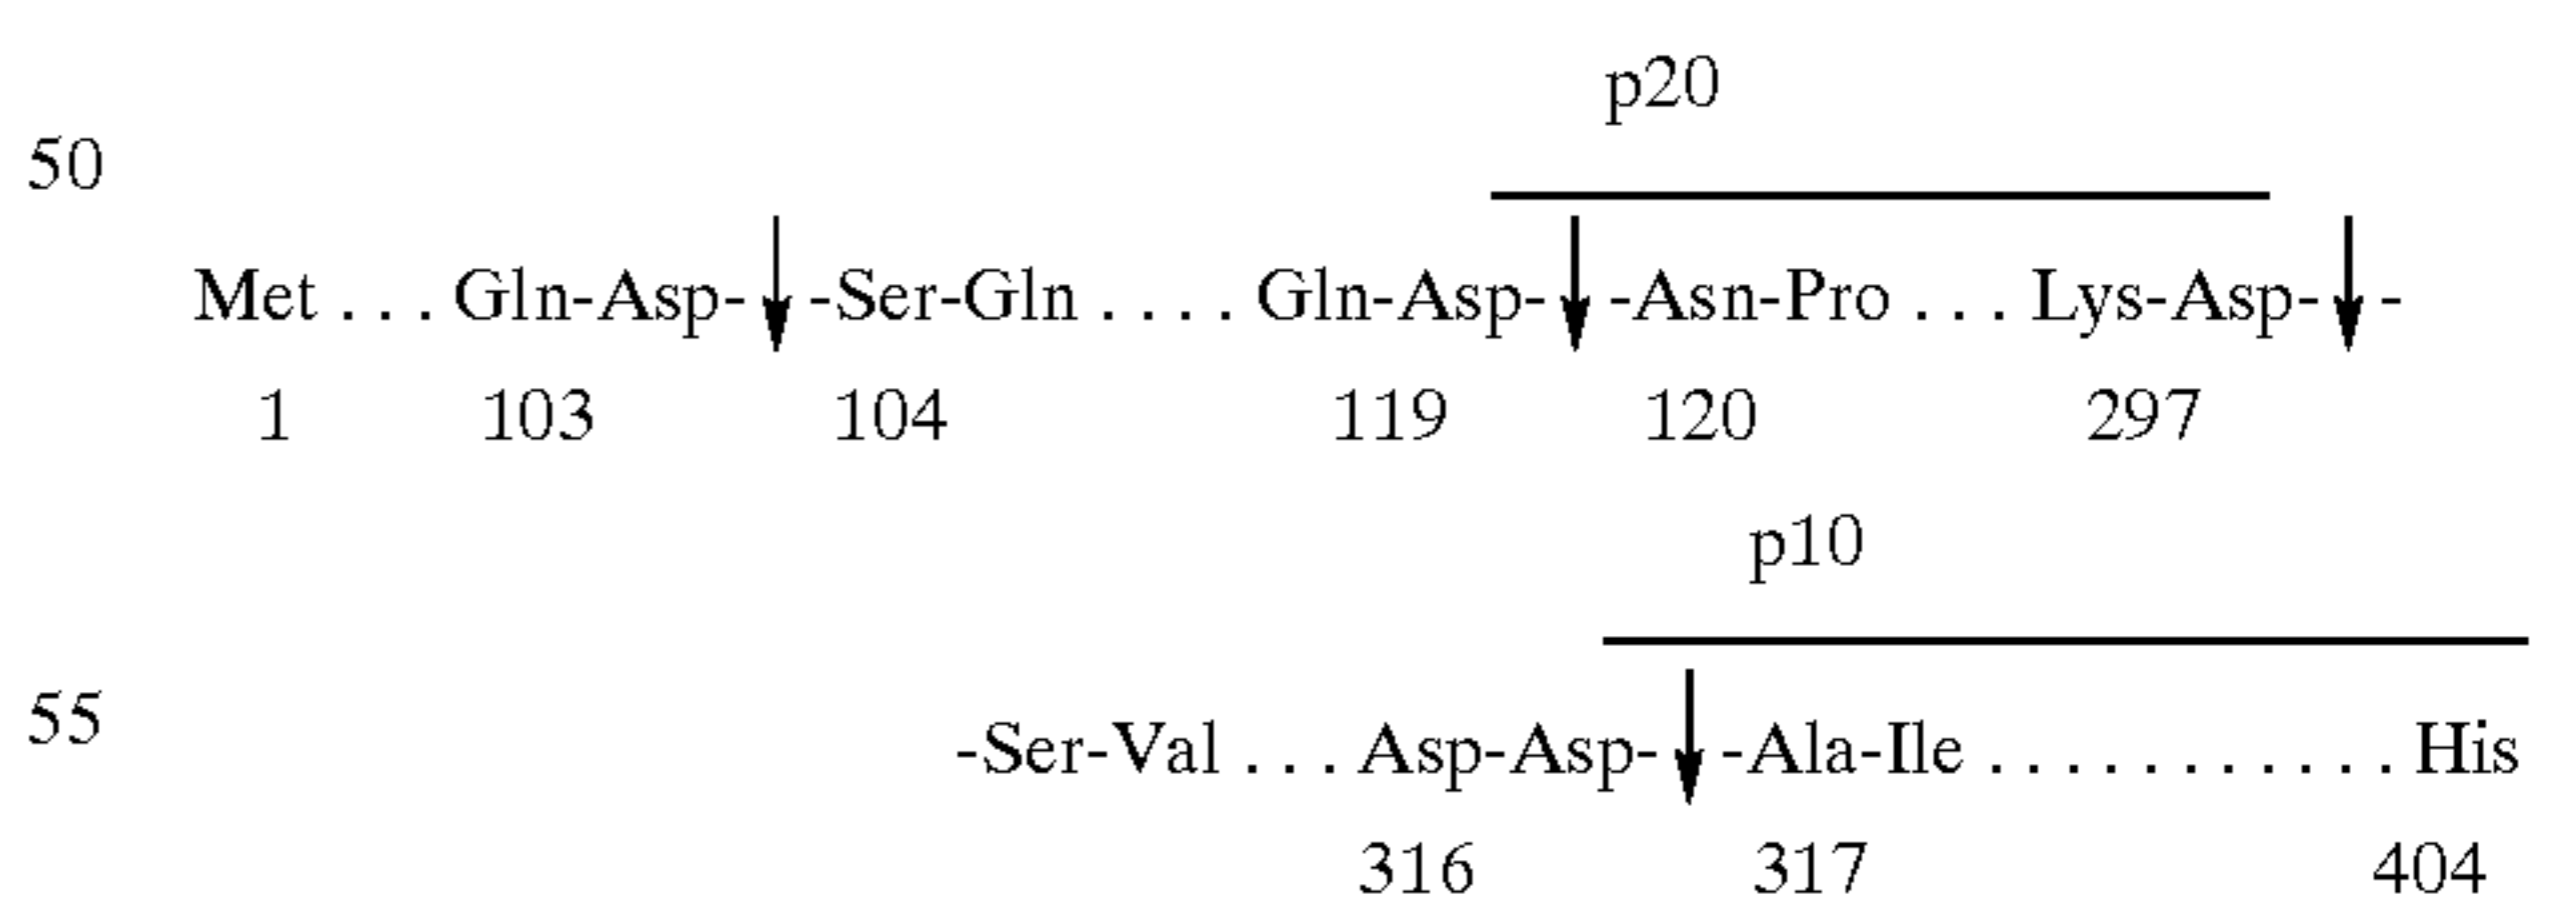 p20
50
Met . . . Gln-Asp-↓-Ser-Gln . . . . Gln-Asp-↓-Asn-Pro . . . Lys-Asp-↓-
1 103 104 119 120 297
p10
55
-Ser-Val . . . Asp-Asp-↓-Ala-Ile . . . . . . . . . . . His
316 317 404